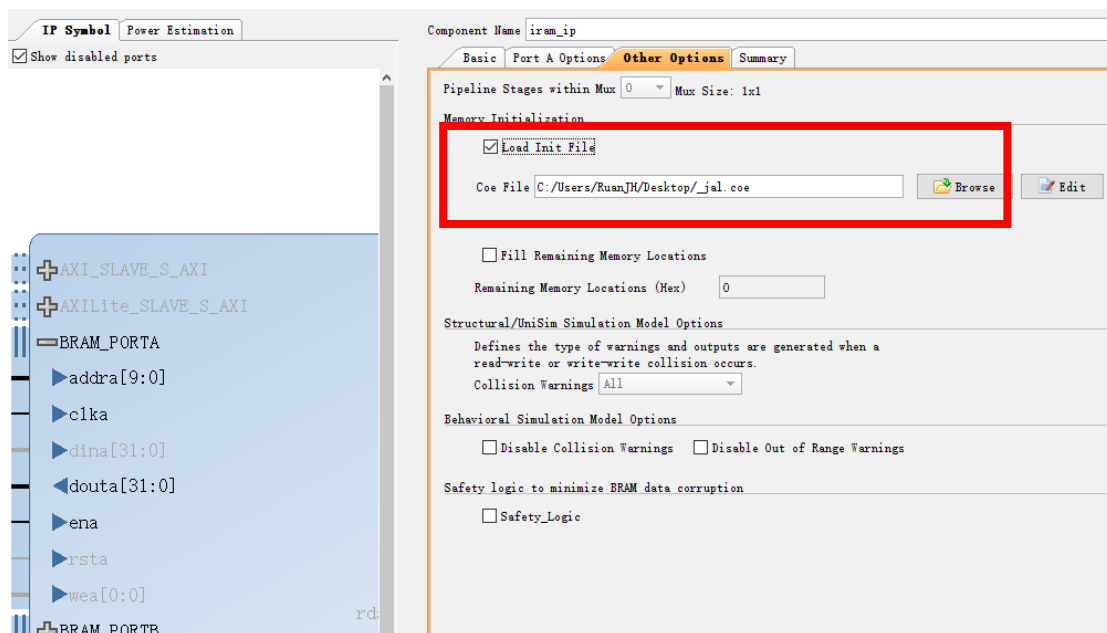 IP Symbol Power Estimation
Show disabled ports
AXI_SLAVE_S_AXI
AXILite_SLAVE_S_AXI
BRAM_PORTA
addra[9:0]
clka
dina[31:0]
douta[31:0]
ena
rsta
wea[0:0]
BRAM_PORTB
Component Name iram_ip
Basic Port A Options Other Options Summary
Pipeline Stages within Mux 0 Mux Size: 1x1
Memory Initialization
Load Init File
Coe File C:/Users/RuanJH/Desktop/_jal.coe Browse Edit
Fill Remaining Memory Locations
Remaining Memory Locations (Hex) 0
Structural/UniSim Simulation Model Options
Defines the type of warnings and outputs are generated when a
read-write or write-write collision occurs.
Collision Warnings All
Behavioral Simulation Model Options
Disable Collision Warnings Disable Out of Range Warnings
Safety logic to minimize BRAM data corruption
Safety_Logic